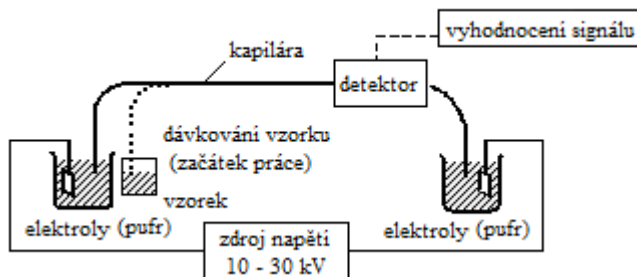 vyhodnocení signálu
kapilára
detektor
dávkování vzorku
(začátek práce)
vzorek
elektroly (pufr)
elektroly (pufr)
zdroj napětí
10 - 30 kV